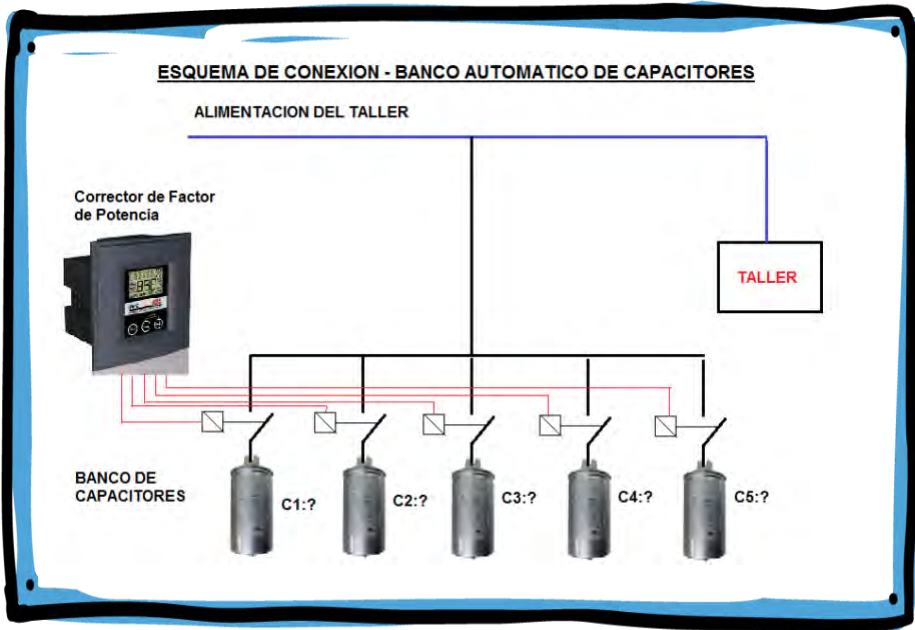 ESQUEMA DE CONEXION - BANCO AUTOMATICO DE CAPACITORES
ALIMENTACION DEL TALLER
Corrector de Factor
de Potencia
TALLER
BANCO DE
CAPACITORES
C1:?
C2:?
C3:?
C4:?
C5:?